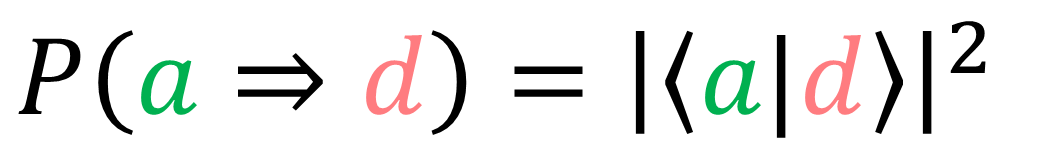 P(a ⇒ d) = |⟨a|d⟩|²